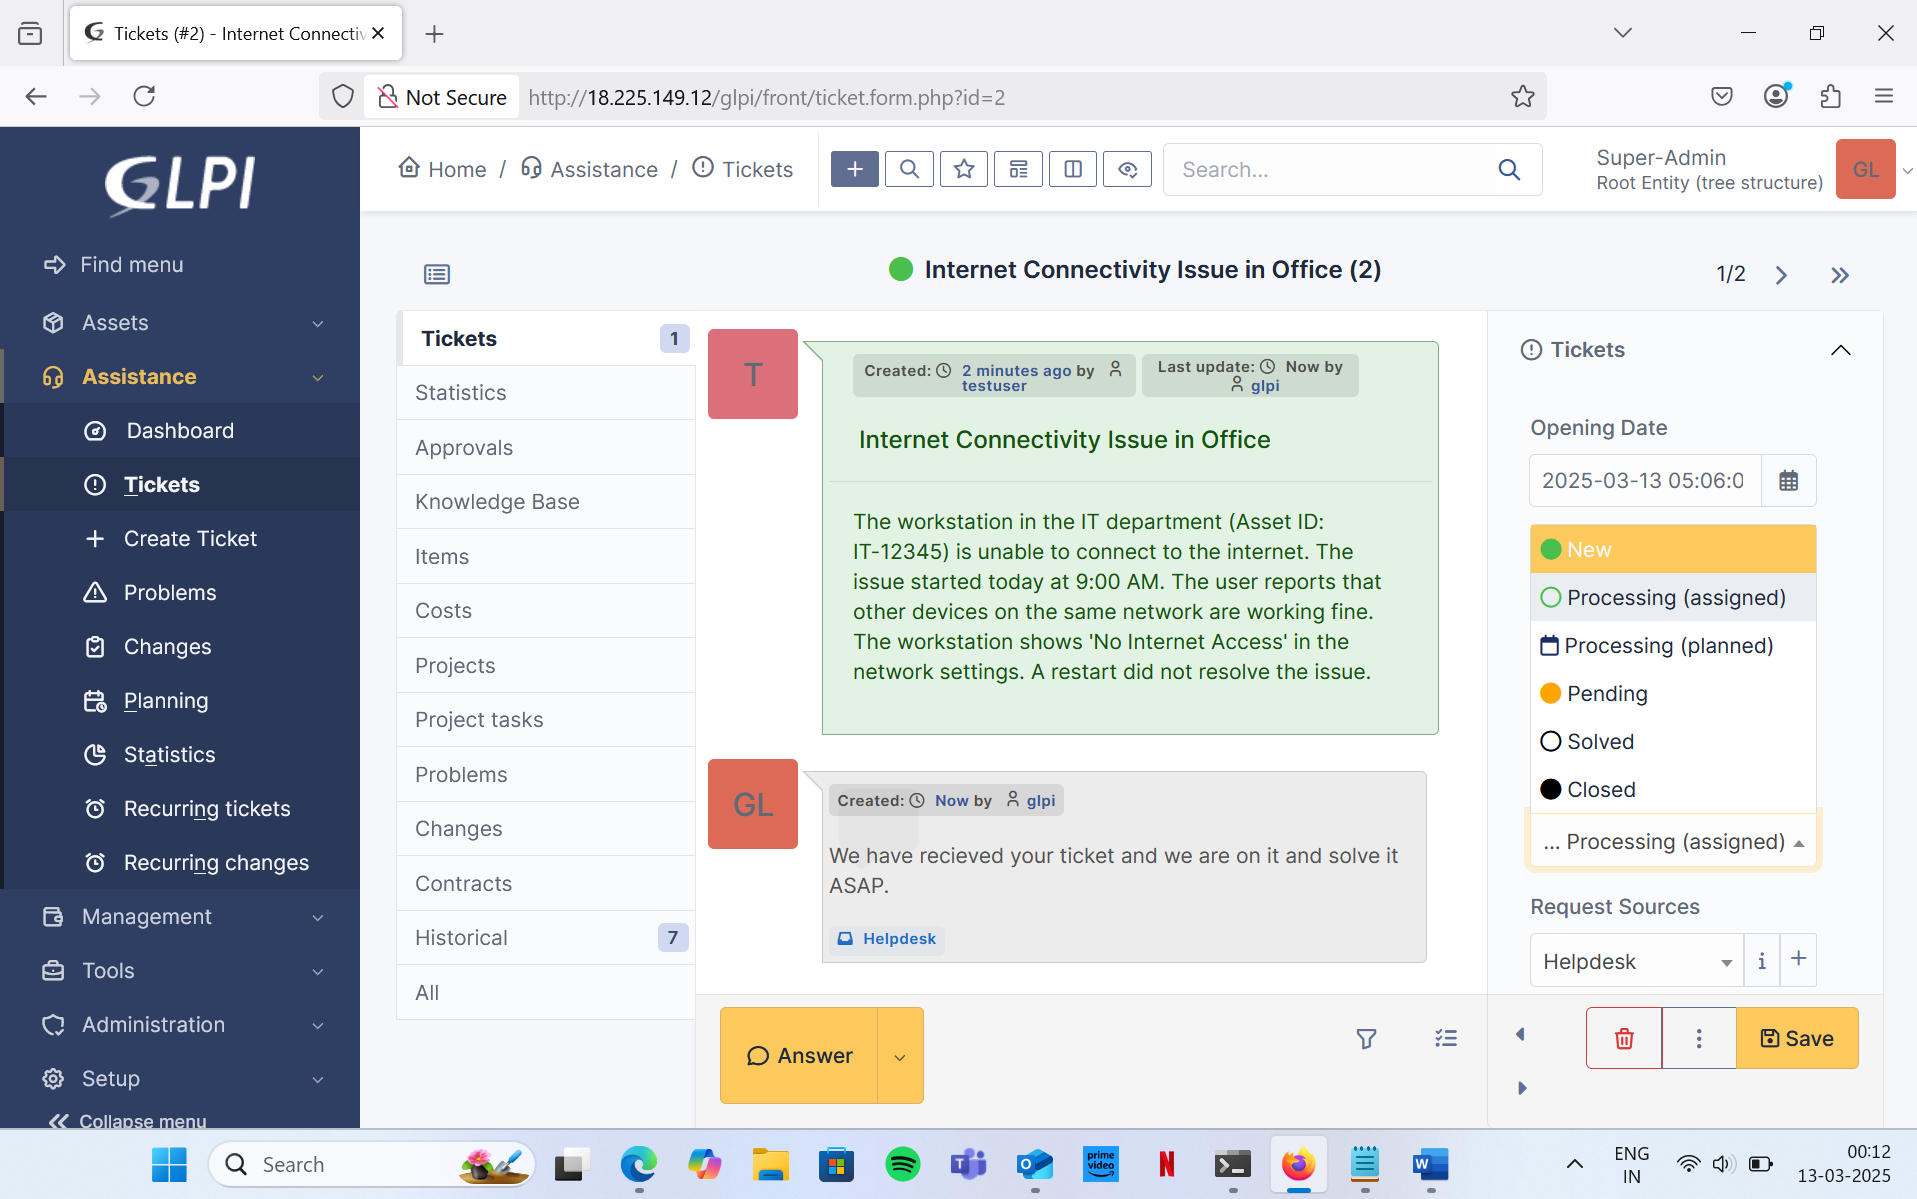 Tickets (#2) - Internet Connectiv
Not Secure
http://18.225.149.12/glpi/front/ticket.form.php?id=2
GLPI
Find menu
Assets
Assistance
Dashboard
Tickets
Create Ticket
Problems
Changes
Planning
Statistics
Recurring tickets
Recurring changes
Management
Tools
Administration
Setup
Collapse menu
Home / Assistance / Tickets
Search...
Super-Admin
Root Entity (tree structure)
GL
Internet Connectivity Issue in Office (2)
1/2
Tickets 1
Statistics
Approvals
Knowledge Base
Items
Costs
Projects
Project tasks
Problems
Changes
Contracts
Historical 7
All
T
Created: 2 minutes ago by
testuser
Last update: Now by
glpi
Internet Connectivity Issue in Office
The workstation in the IT department (Asset ID:
IT-12345) is unable to connect to the internet. The
issue started today at 9:00 AM. The user reports that
other devices on the same network are working fine.
The workstation shows 'No Internet Access' in the
network settings. A restart did not resolve the issue.
GL
Created: Now by glpi
We have recieved your ticket and we are on it and solve it
ASAP.
Helpdesk
Answer
Tickets
Opening Date
2025-03-13 05:06:0
New
Processing (assigned)
Processing (planned)
Pending
Solved
Closed
... Processing (assigned)
Request Sources
Helpdesk
Save
Search
prime
video
ENG
IN
00:12
13-03-2025